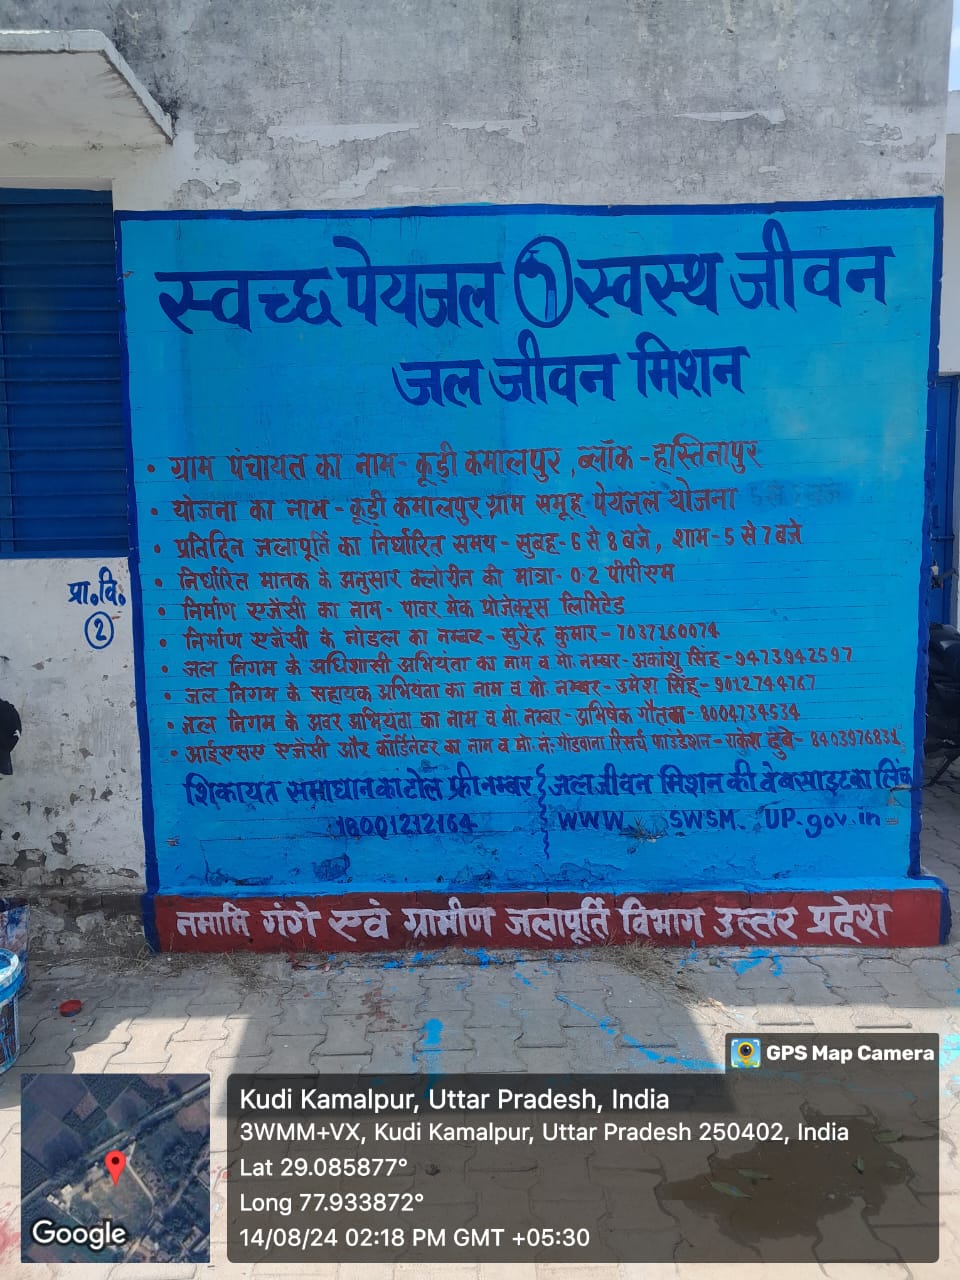 स्वच्छ पेयजल स्वस्थ जीवन
जल जीवन मिशन
• ग्राम पंचायत का नाम - कूड़ी कमालपुर, ब्लॉक - हस्तिनापुर
• योजना का नाम - कूड़ी कमालपुर ग्राम समूह पेयजल योजना
• प्रतिदिन जलापूर्ति का निर्धारित समय - सुबह - 6 से 8 बजे, शाम - 5 से 7 बजे
• निर्धारित मानक के अनुसार क्लोरीन की मात्रा - 0.2 पीपीएम
• निर्माण एजेंसी का नाम - पावर मेक प्रोजेक्ट्स लिमिटेड
• निर्माण एजेंसी के नोडल का नम्बर - सुरेंद्र कुमार - 7037160074
• जल निगम के अधिशासी अभियंता का नाम व मो. नम्बर - अकांशु सिंह - 9473942597
• जल निगम के सहायक अभियंता का नाम व मो. नम्बर - उमेश सिंह - 9012744767
• जल निगम के अवर अभियंता का नाम व मो. नम्बर - अभिषेक गौतम - 8004734534
• आईएसए एजेंसी और कॉर्डिनेटर का नाम व मो. नं: गोंडवाना रिसर्च फाउंडेशन - राकेश दुबे - 8403976831
शिकायत समाधान का टोल फ्री नम्बर जल जीवन मिशन की वेबसाइट का लिंक
18001212164 WWW. SWSM. UP.gov.in
नमामि गंगे एवं ग्रामीण जलापूर्ति विभाग उत्तर प्रदेश
प्रा.वि.
2
GPS Map Camera
Kudi Kamalpur, Uttar Pradesh, India
3WMM+VX, Kudi Kamalpur, Uttar Pradesh 250402, India
Lat 29.085877°
Long 77.933872°
14/08/24 02:18 PM GMT +05:30
Google